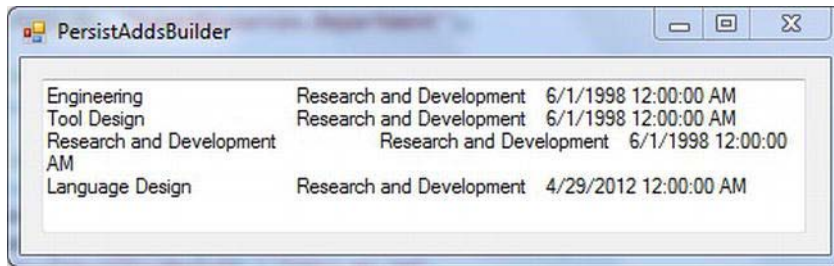 PersistAddsBuilder
Engineering Research and Development 6/1/1998 12:00:00 AM
Tool Design Research and Development 6/1/1998 12:00:00 AM
Research and Development Research and Development 6/1/1998 12:00:00
AM
Language Design Research and Development 4/29/2012 12:00:00 AM